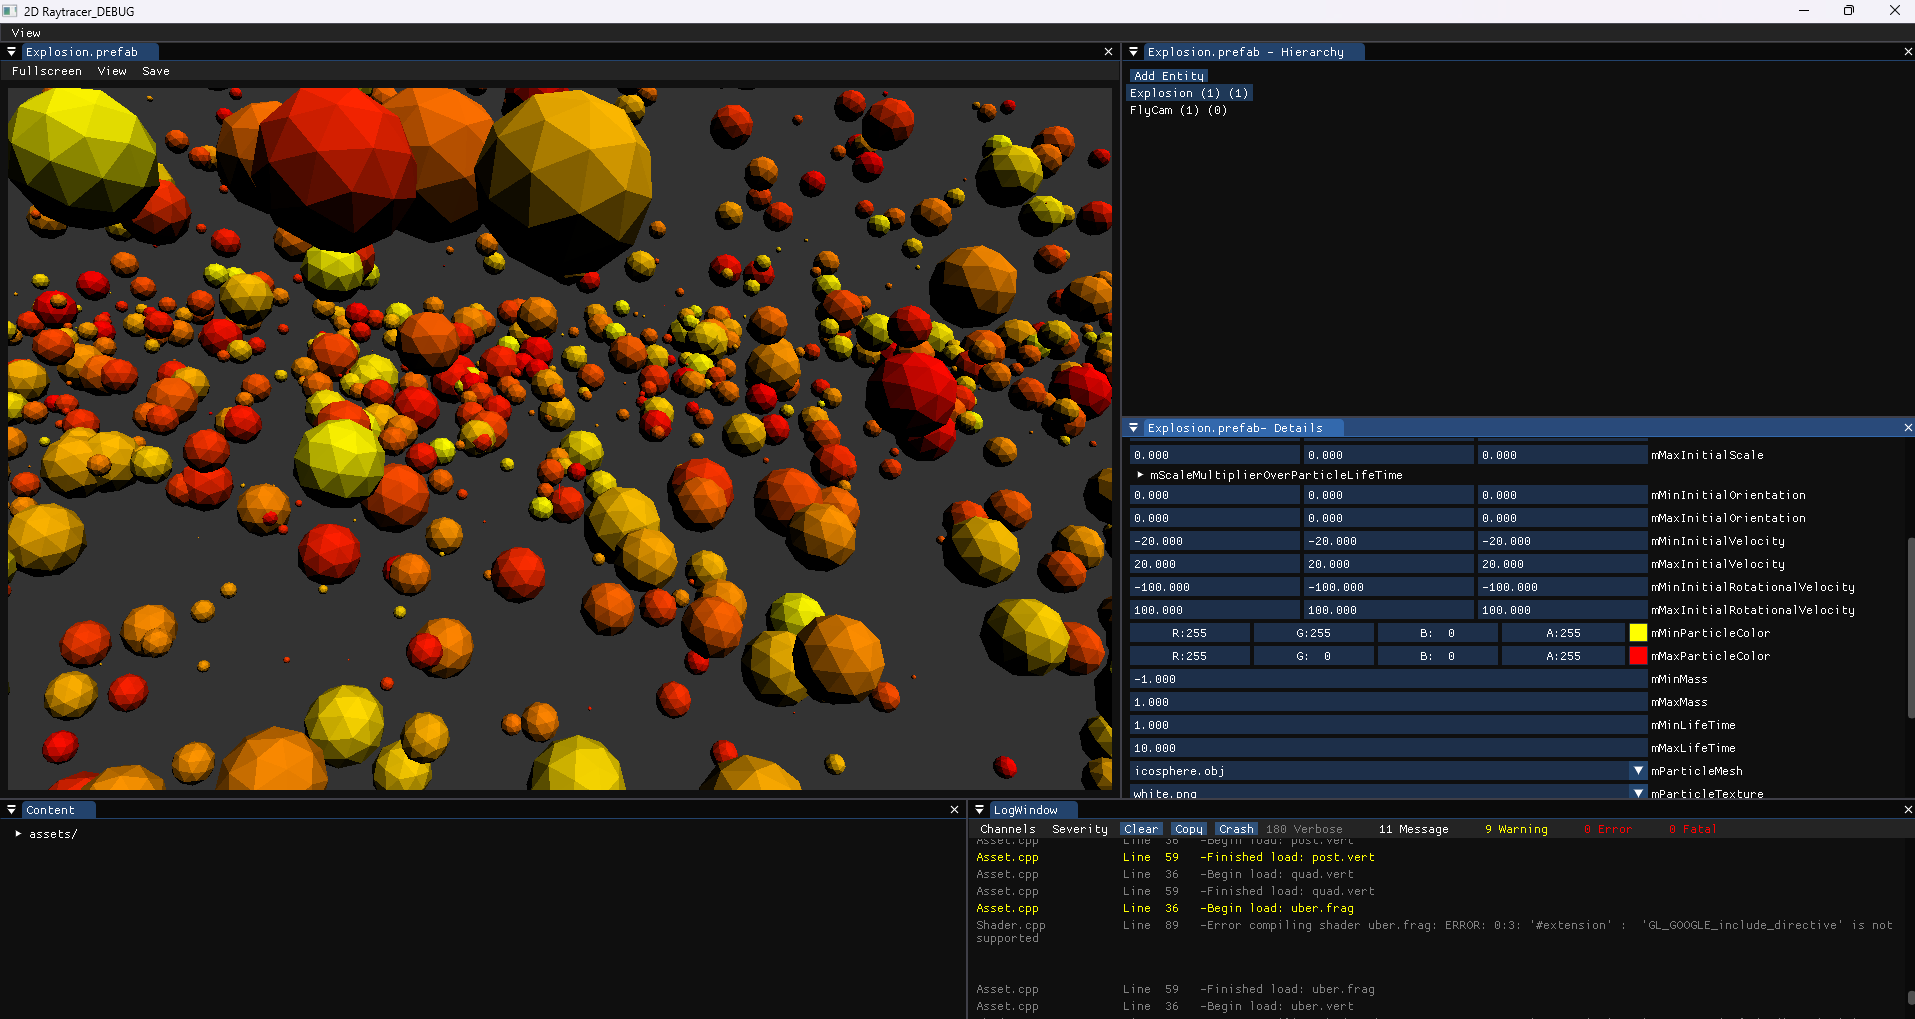 2D Raytracer_DEBUG
View
Explosion.prefab
Fullscreen View Save
Explosion.prefab - Hierarchy
Add Entity
Explosion (1) (1)
FlyCam (1) (0)
Explosion.prefab- Details
0.000 0.000 0.000 mMaxInitialScale
mScaleMultiplierOverParticleLifeTime
0.000 0.000 0.000 mMinInitialOrientation
0.000 0.000 0.000 mMaxInitialOrientation
-20.000 -20.000 -20.000 mMinInitialVelocity
20.000 20.000 20.000 mMaxInitialVelocity
-100.000 -100.000 -100.000 mMinInitialRotationalVelocity
100.000 100.000 100.000 mMaxInitialRotationalVelocity
R:255 G:255 B: 0 A:255 mMinParticleColor
R:255 G: 0 B: 0 A:255 mMaxParticleColor
-1.000 mMinMass
1.000 mMaxMass
1.000 mMinLifeTime
10.000 mMaxLifeTime
icosphere.obj mParticleMesh
white.png mParticleTexture
Content
assets/
LogWindow
Channels Severity Clear Copy Crash 180 Verbose 11 Message 9 Warning 0 Error 0 Fatal
Asset.cpp Line 36 -Begin load: post.vert
Asset.cpp Line 59 -Finished load: post.vert
Asset.cpp Line 36 -Begin load: quad.vert
Asset.cpp Line 59 -Finished load: quad.vert
Asset.cpp Line 36 -Begin load: uber.frag
Shader.cpp Line 89 -Error compiling shader uber.frag: ERROR: 0:3: '#extension' : 'GL_GOOGLE_include_directive' is not
supported
Asset.cpp Line 59 -Finished load: uber.frag
Asset.cpp Line 36 -Begin load: uber.vert